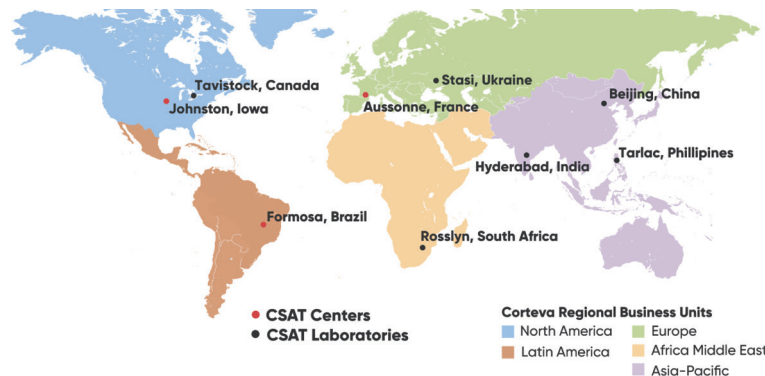 Tavistock, Canada
Johnston, Iowa
Stasi, Ukraine
Aussonne, France
Beijing, China
Hyderabad, India
Tarlac, Phillipines
Formosa, Brazil
Rosslyn, South Africa
CSAT Centers
CSAT Laboratories
Corteva Regional Business Units
North America
Latin America
Europe
Africa Middle East
Asia-Pacific